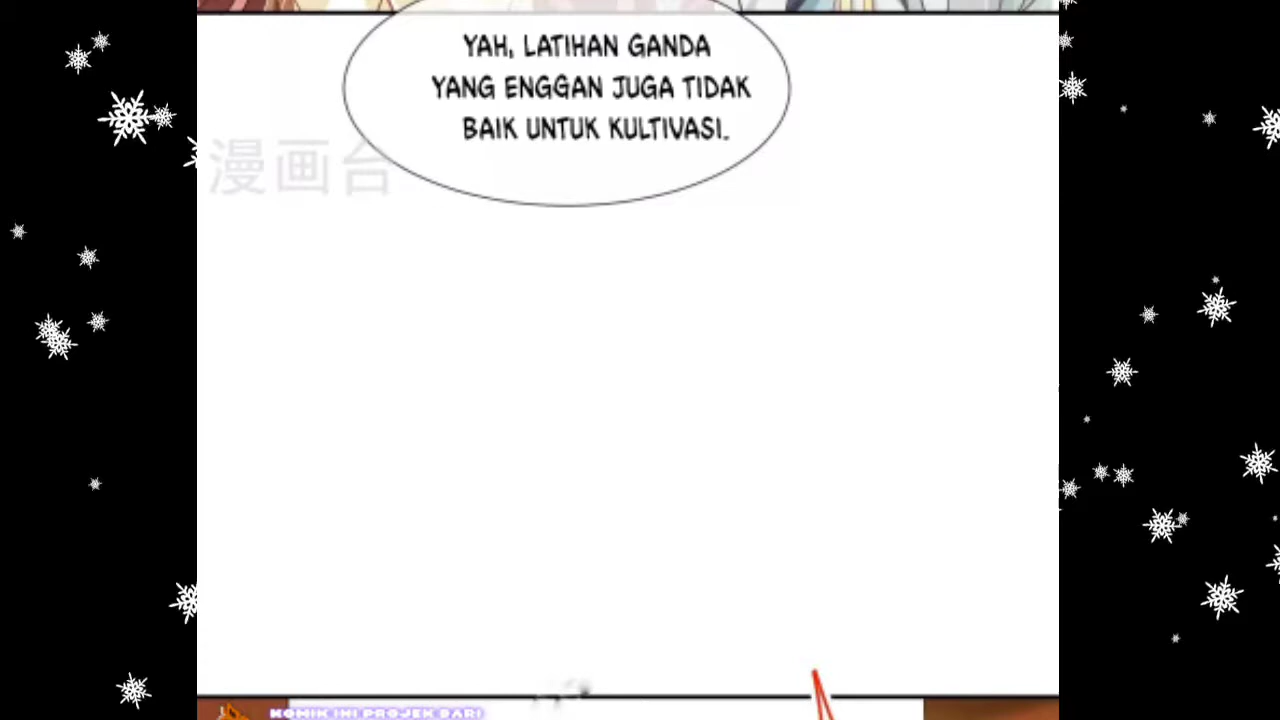 YAH, LATIHAN GANDA
YANG ENGGAN JUGA TIDAK
BAIK UNTUK KULTIVASI.
漫画台
KOMIK INI PROJEK DARI